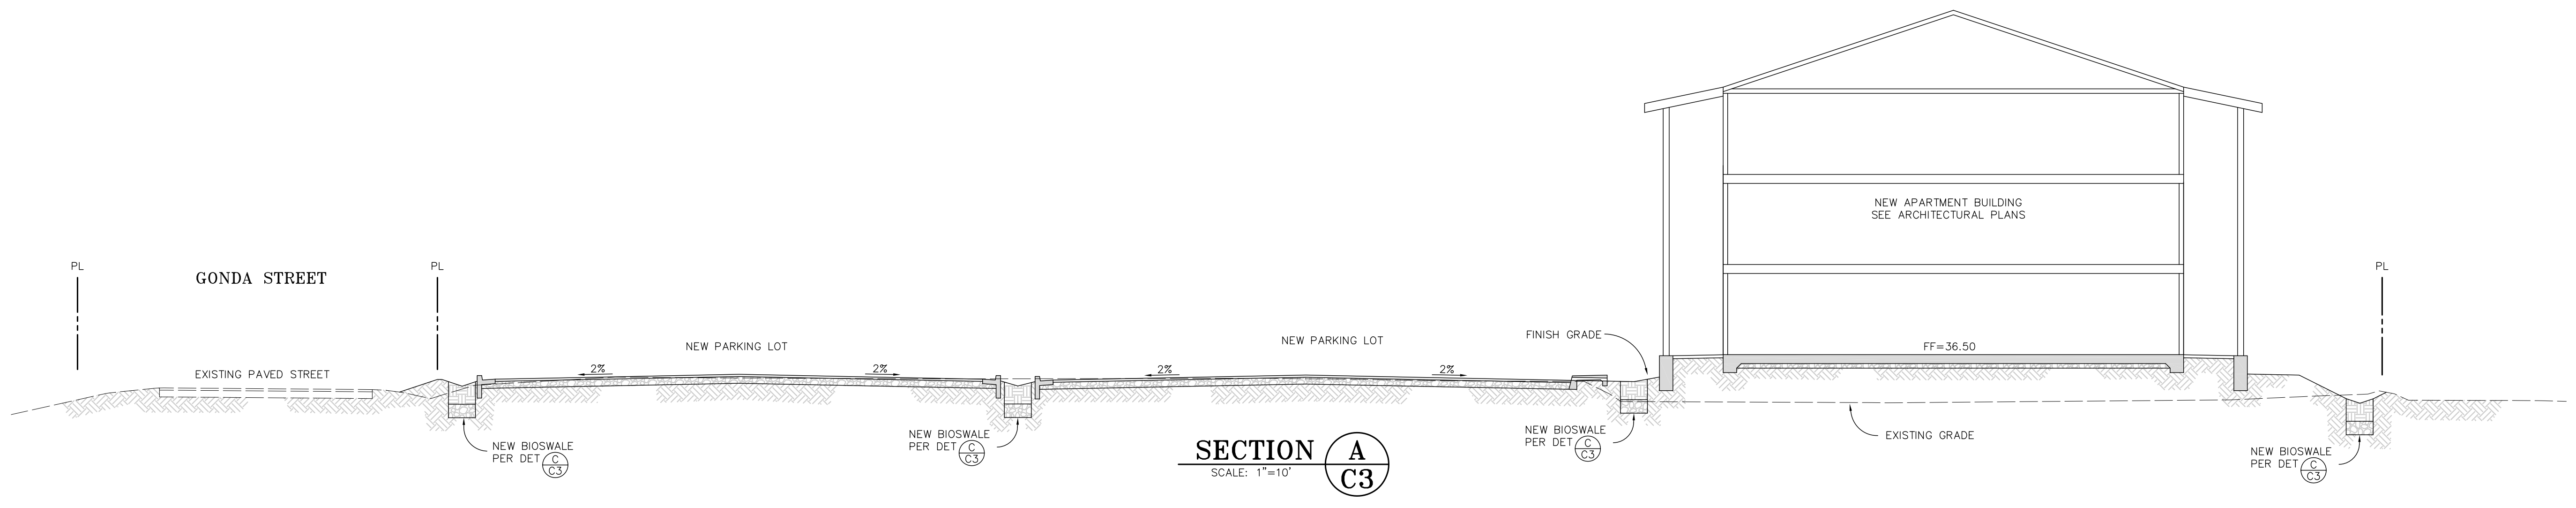 PL
GONDA STREET
EXISTING PAVED STREET
PL
NEW BIOSWALE
PER DET C
C3
NEW PARKING LOT
2%
2%
NEW BIOSWALE
PER DET C
C3
NEW PARKING LOT
2%
2%
SECTION A
C3
SCALE: 1"=10'
FINISH GRADE
NEW BIOSWALE
PER DET C
C3
NEW APARTMENT BUILDING
SEE ARCHITECTURAL PLANS
FF=36.50
EXISTING GRADE
PL
NEW BIOSWALE
PER DET C
C3